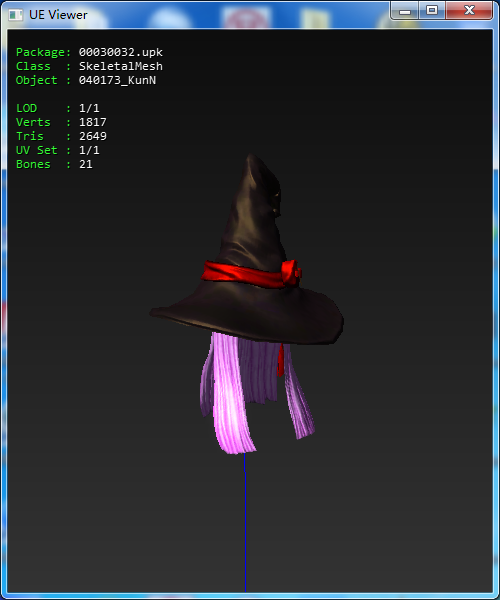 UE Viewer
Package: 00030032.upk
Class : SkeletalMesh
Object : 040173_KunN
LOD : 1/1
Verts : 1817
Tris : 2649
UV Set : 1/1
Bones : 21